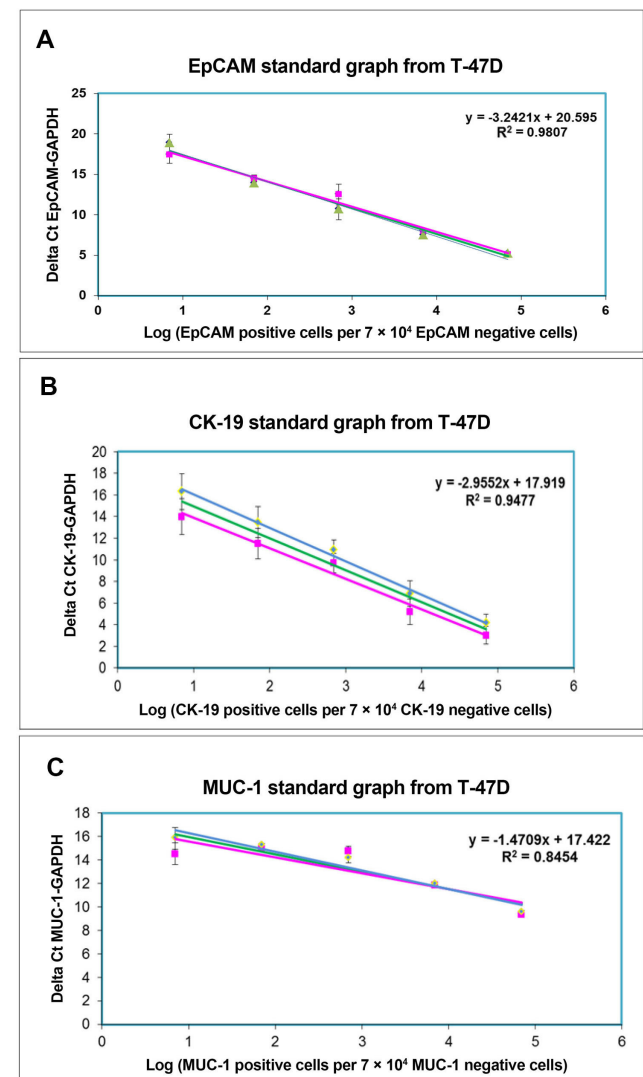 A
EpCAM standard graph from T-47D
y = -3.2421x + 20.595
R² = 0.9807
Delta Ct EpCAM-GAPDH
25
20
15
10
5
0
0 1 2 3 4 5 6
Log (EpCAM positive cells per 7 × 10⁴ EpCAM negative cells)
B
CK-19 standard graph from T-47D
y = -2.9552x + 17.919
R² = 0.9477
Delta Ct CK-19-GAPDH
20
18
16
14
12
10
8
6
4
2
0
0 1 2 3 4 5 6
Log (CK-19 positive cells per 7 × 10⁴ CK-19 negative cells)
C
MUC-1 standard graph from T-47D
y = -1.4709x + 17.422
R² = 0.8454
Delta Ct MUC-1-GAPDH
18
16
14
12
10
8
6
4
2
0
0 1 2 3 4 5 6
Log (MUC-1 positive cells per 7 × 10⁴ MUC-1 negative cells)